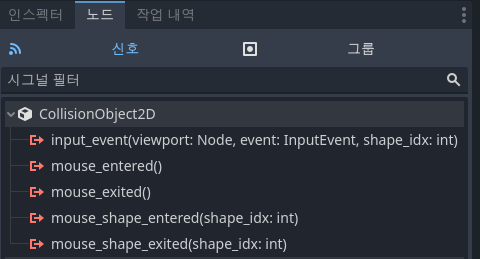 인스펙터 노드 작업 내역
신호 그룹
시그널 필터
CollisionObject2D
input_event(viewport: Node, event: InputEvent, shape_idx: int)
mouse_entered()
mouse_exited()
mouse_shape_entered(shape_idx: int)
mouse_shape_exited(shape_idx: int)